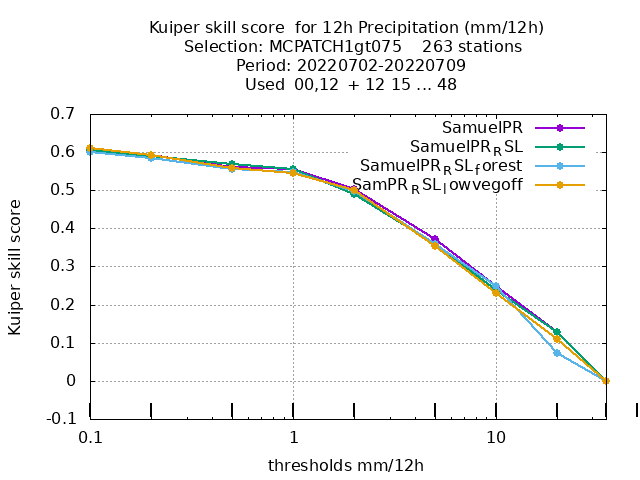 Kuiper skill score  for 12h Precipitation (mm/12h)
Selection: MCPATCH1gt075    263 stations
Period: 20220702-20220709
Used  00,12  + 12 15 ... 48
0.7
0.6
0.5
0.4
0.3
0.2
0.1
0
-0.1
Kuiper skill score
SamuelPR
SamuelPR_RSL
SamuelPR_RSL_forest
SamPR_RSL_lowvegoff
0.1 1 10
thresholds mm/12h